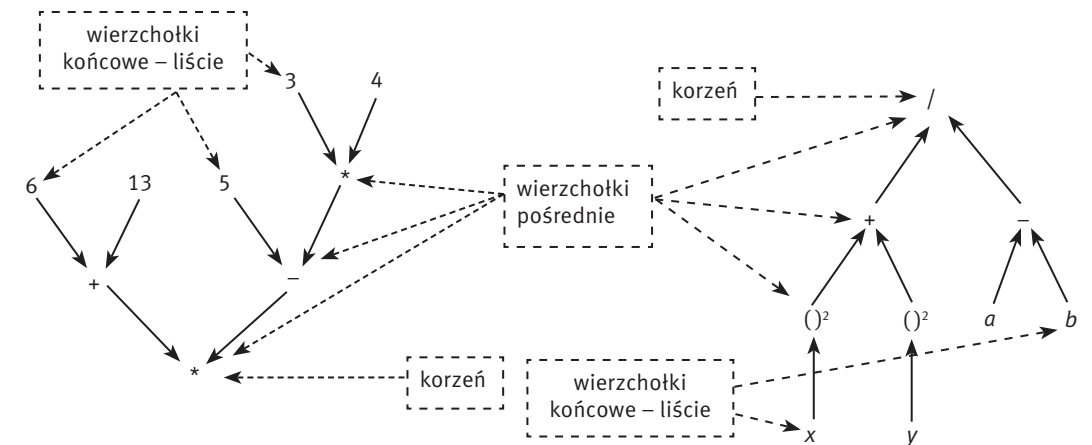 wierzchołki
końcowe – liście
3
4
korzeń
/
6
13
5
*
wierzchołki
pośrednie
+
–
+
–
( )²
( )²
a
b
*
korzeń
wierzchołki
końcowe – liście
x
y